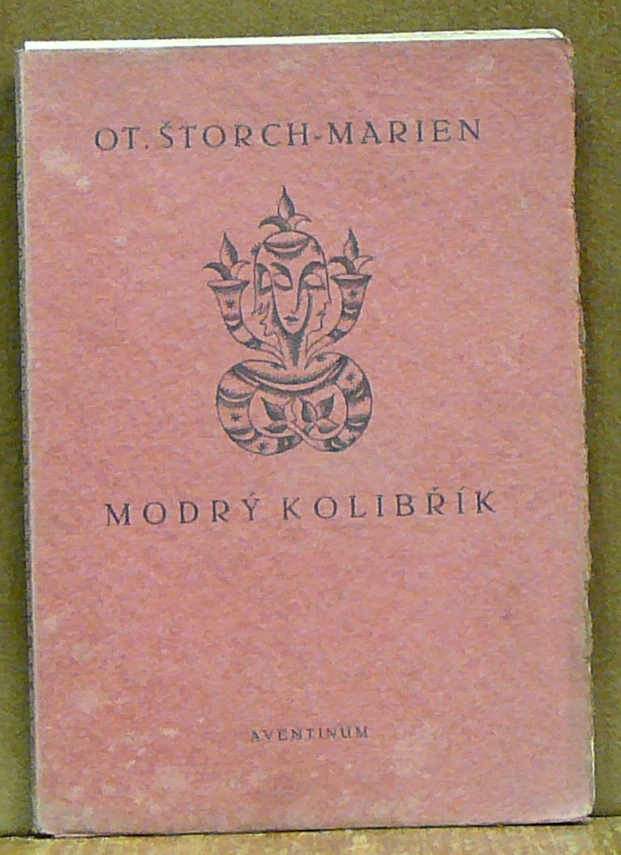 OT. ŠTORCH-MARIEN
MODRÝ KOLIBŘÍK
AVENTINUM